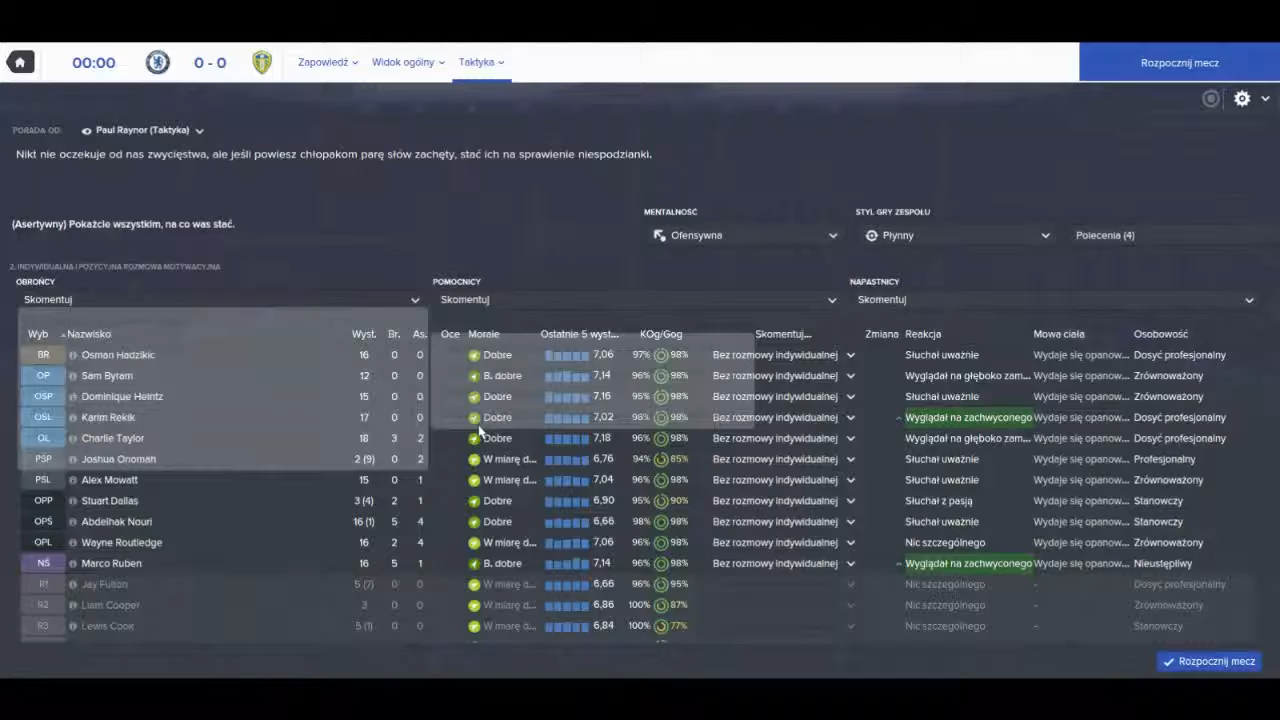 00:00 0 - 0 Zapowiedź Widok ogólny Taktyka Rozpocznij mecz
PORADA OD: Paul Raynor (Taktyka)
Nikt nie oczekuje od nas zwycięstwa, ale jeśli powiesz chłopakom parę słów zachęty, stać ich na sprawienie niespodzianki.
MENTALNOŚĆ STYL GRY ZESPOŁU
(Asertywny) Pokażcie wszystkim, na co was stać.
Ofensywna Płynny Polecenia (4)
2. INDYWIDUALNA I POZYCYJNA ROZMOWA MOTYWACYJNA
OBROŃCY POMOCNICY NAPASTNICY
Skomentuj Skomentuj Skomentuj
Wyb Nazwisko Wyst. Br. As. Oce Morale Ostatnie 5 wyst... KOg/Gog Skomentuj... Zmiana Reakcja Mowa ciała Osobowość
BR Osman Hadzikic 16 0 0 Dobre 7,06 97% 98% Bez rozmowy indywidualnej Słuchał uważnie Wydaje się opanow... Dosyć profesjonalny
OP Sam Byram 12 0 0 B. dobre 7,14 96% 98% Bez rozmowy indywidualnej Wyglądał na głęboko zam... Wydaje się opanow... Zrównoważony
OŚP Dominique Heintz 15 0 0 Dobre 7,16 95% 98% Bez rozmowy indywidualnej Słuchał uważnie Wydaje się opanow... Zrównoważony
OŚL Karim Rekik 17 0 0 Dobre 7,02 96% 98% Bez rozmowy indywidualnej Wyglądał na zachwyconego Wydaje się opanow... Dosyć profesjonalny
OL Charlie Taylor 18 3 2 Dobre 7,18 96% 98% Bez rozmowy indywidualnej Wyglądał na głęboko zam... Wydaje się opanow... Zrównoważony
PŚP Joshua Onomah 2 (9) 0 2 W miarę d... 6,76 94% 85% Bez rozmowy indywidualnej Słuchał uważnie Wydaje się opanow... Profesjonalny
PŚL Alex Mowatt 15 0 1 W miarę d... 7,04 96% 98% Bez rozmowy indywidualnej Słuchał uważnie Wydaje się opanow... Zrównoważony
OPP Stuart Dallas 3 (4) 2 1 Dobre 6,90 95% 90% Bez rozmowy indywidualnej Słuchał z pasją Wydaje się opanow... Stanowczy
OPŚ Abdelhak Nouri 16 (1) 5 4 Dobre 6,66 98% 98% Bez rozmowy indywidualnej Słuchał uważnie Wydaje się opanow... Stanowczy
OPL Wayne Routledge 16 2 4 W miarę d... 7,06 96% 98% Bez rozmowy indywidualnej Nic szczególnego Wydaje się opanow... Zrównoważony
NŚ Marco Ruben 16 5 1 B. dobre 7,14 96% 98% Bez rozmowy indywidualnej Wyglądał na zachwyconego Wydaje się opanow... Nieustępliwy
R1 Jay Fulton 5 (7) 0 0 W miarę d... 6,66 96% 95% Nic szczególnego - Dosyć profesjonalny
R2 Liam Cooper 3 0 0 W miarę d... 6,86 100% 87% Nic szczególnego - Zrównoważony
R3 Lewis Cook 5 (1) 0 0 W miarę d... 6,84 100% 77% Nic szczególnego - Stanowczy
Rozpocznij mecz